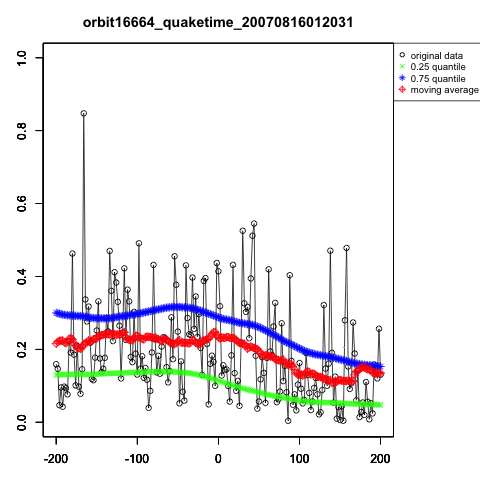 orbit16664_quaketime_20070816012031
original data
0.25 quantile
0.75 quantile
moving average
1.0
0.8
0.6
0.4
0.2
0.0
-200 -100 0 100 200